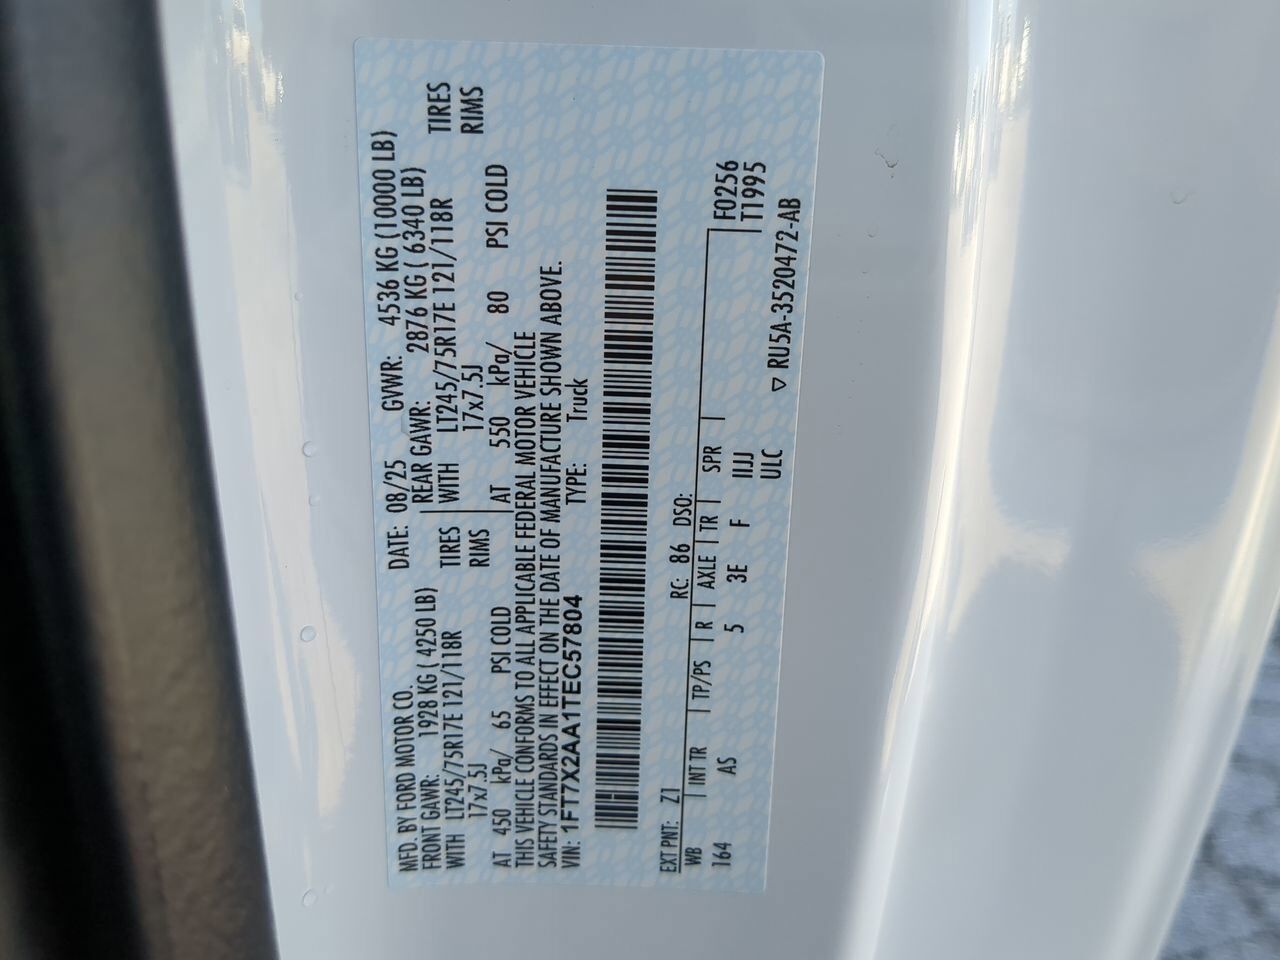 MFD. BY FORD MOTOR CO. DATE: 08/25 GVWR: 4536 KG (10000 LB)
FRONT GAWR: 1928 KG ( 4250 LB) REAR GAWR: 2876 KG ( 6340 LB)
WITH LT245/75R17E 121/118R TIRES WITH LT245/75R17E 121/118R TIRES
17x7.5J RIMS 17x7.5J RIMS
AT 450 kPa/ 65 PSI COLD AT 550 kPa/ 80 PSI COLD
THIS VEHICLE CONFORMS TO ALL APPLICABLE FEDERAL MOTOR VEHICLE
SAFETY STANDARDS IN EFFECT ON THE DATE OF MANUFACTURE SHOWN ABOVE.
VIN: 1FT7X2AA1TEC57804 TYPE: Truck
EXT PNT: Z1 RC: 86 DSO:
WB INT TR TP/PS R AXLE TR SPR F0256
164 AS 5 3E F IIJJ T1995
ULC ▽ RU5A-3520472-AB